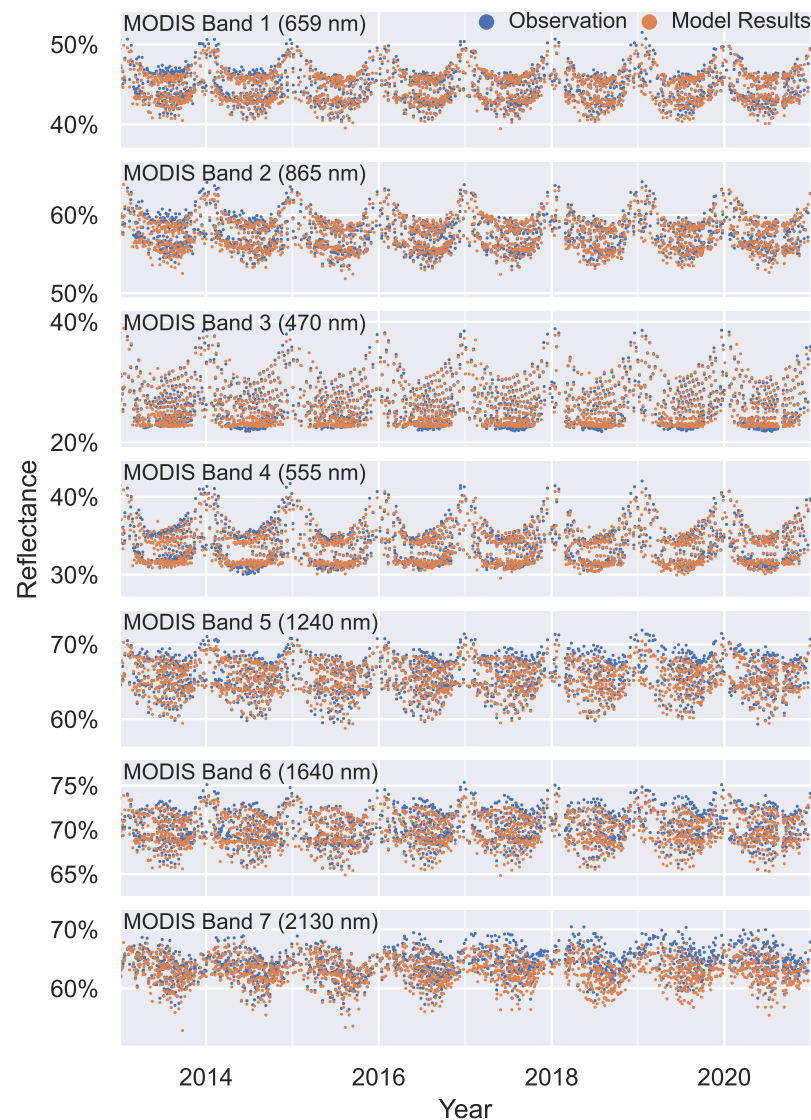 MODIS Band 1 (659 nm)
Observation
Model Results
50%
40%
MODIS Band 2 (865 nm)
60%
50%
MODIS Band 3 (470 nm)
40%
20%
MODIS Band 4 (555 nm)
40%
30%
Reflectance
MODIS Band 5 (1240 nm)
70%
60%
MODIS Band 6 (1640 nm)
75%
70%
65%
MODIS Band 7 (2130 nm)
70%
60%
2014 2016 2018 2020
Year